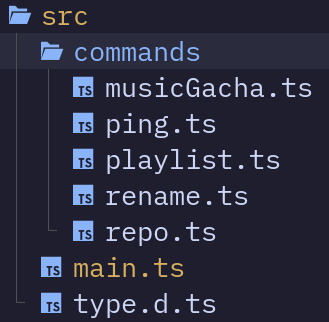 src
commands
TS musicGacha.ts
TS ping.ts
TS playlist.ts
TS rename.ts
TS repo.ts
TS main.ts
TS type.d.ts